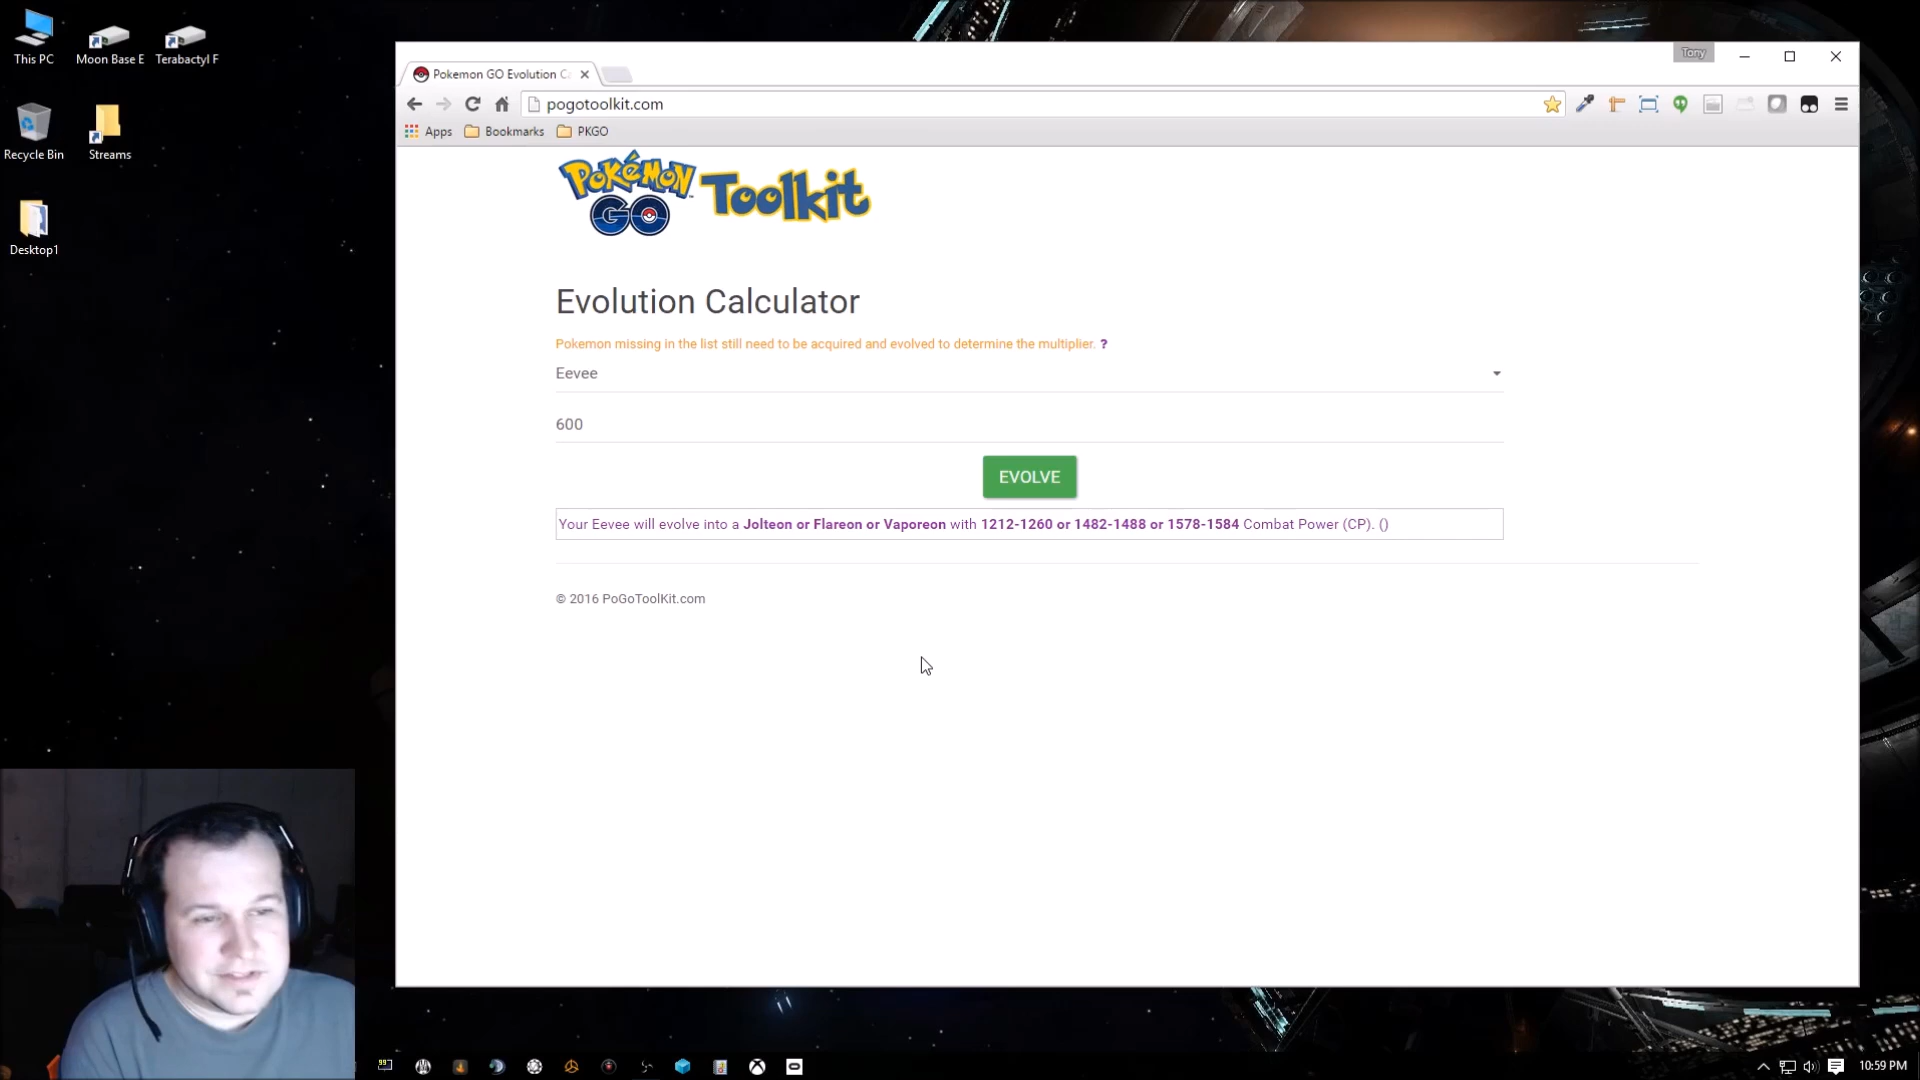 This PC
Moon Base E
Terabactyl F
Recycle Bin
Streams
Desktop1
Tony
Pokemon GO Evolution Ca
pogotoolkit.com
Apps
Bookmarks
PKGO
POKéMON GO Toolkit
Evolution Calculator
Pokemon missing in the list still need to be acquired and evolved to determine the multiplier. ?
Eevee
600
EVOLVE
Your Eevee will evolve into a Jolteon or Flareon or Vaporeon with 1212-1260 or 1482-1488 or 1578-1584 Combat Power (CP). ()
© 2016 PoGoToolKit.com
10:59 PM